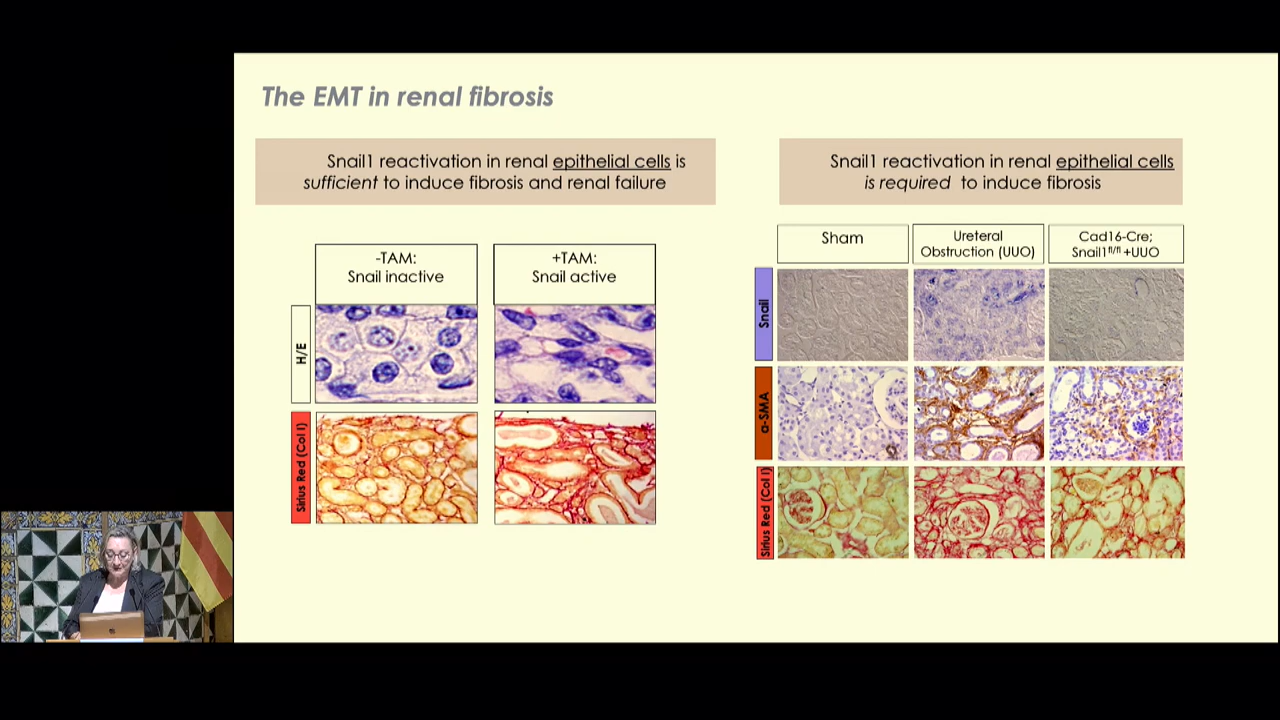 The EMT in renal fibrosis
Snail1 reactivation in renal epithelial cells is
sufficient to induce fibrosis and renal failure
-TAM:
Snail inactive
+TAM:
Snail active
H/E
Sirius Red (Col I)
Snail1 reactivation in renal epithelial cells
is required to induce fibrosis
Sham
Ureteral
Obstruction (UUO)
Cad16-Cre;
Snail1fl/fl +UUO
Snail
α-SMA
Sirius Red (Col I)